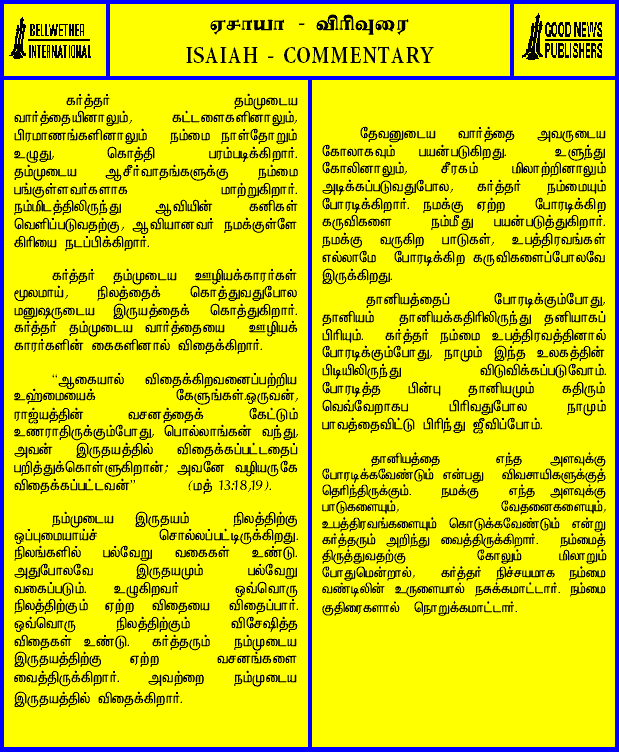 BELLWETHER
INTERNATIONAL
ஏசாயா - விரிவுரை
ISAIAH - COMMENTARY
GOOD NEWS
PUBLISHERS
கர்த்தர் தம்முடைய
வார்த்தையினாலும், கட்டளைகளினாலும்,
பிரமாணங்களினாலும் நம்மை நாள்தோறும்
உழுது, கொத்தி பரம்படிக்கிறார்.
தம்முடைய ஆசீர்வாதங்களுக்கு நம்மை
பங்குள்ளவர்களாக மாற்றுகிறார்.
நம்மிடத்திலிருந்து ஆவியின் கனிகள்
வெளிப்படுவதற்கு, ஆவியானவர் நமக்குள்ளே
கிரியை நடப்பிக்கிறார்.
கர்த்தர் தம்முடைய ஊழியக்காரர்கள்
மூலமாய், நிலத்தைக் கொத்துவதுபோல
மனுஷருடைய இருயத்தைக் கொத்துகிறார்.
கர்த்தர் தம்முடைய வார்த்தையை ஊழியக்
காரர்களின் கைகளினால் விதைக்கிறார்.
“ஆகையால் விதைக்கிறவனைப்பற்றிய
உஹ்மையைக் கேளுங்கள்.ஒருவன்,
ராஜ்யத்தின் வசனத்தைக் கேட்டும்
உணராதிருக்கும்போது, பொல்லாங்கன் வந்து,
அவன் இருதயத்தில் விதைக்கப்பட்டதைப்
பறித்துக்கொள்ளுகிறான்; அவனே வழியருகே
விதைக்கப்பட்டவன்” (மத் 13:18,19).
நம்முடைய இருதயம் நிலத்திற்கு
ஒப்புமையாய்ச் சொல்லப்பட்டிருக்கிறது.
நிலங்களில் பல்வேறு வகைகள் உண்டு.
அதுபோலவே இருதயமும் பல்வேறு
வகைப்படும். உழுகிறவர் ஒவ்வொரு
நிலத்திற்கும் ஏற்ற விதையை விதைப்பார்.
ஒவ்வொரு நிலத்திற்கும் விசேஷித்த
விதைகள் உண்டு. கர்த்தரும் நம்முடைய
இருதயத்திற்கு ஏற்ற வசனங்களை
வைத்திருக்கிறார். அவற்றை நம்முடைய
இருதயத்தில் விதைக்கிறார்.
தேவனுடைய வார்த்தை அவருடைய
கோலாகவும் பயன்படுகிறது. உளுந்து
கோலினாலும், சீரகம் மிலாற்றினாலும்
அடிக்கப்படுவதுபோல, கர்த்தர் நம்மையும்
போரடிக்கிறார். நமக்கு ஏற்ற போரடிக்கிற
கருவிகளை நம்மீது பயன்படுத்துகிறார்.
நமக்கு வருகிற பாடுகள், உபத்திரவங்கள்
எல்லாமே போரடிக்கிற கருவிகளைப்போலவே
இருக்கிறது.
தானியத்தைப் போரடிக்கும்போது,
தானியம் தானியக்கதிரிலிருந்து தனியாகப்
பிரியும். கர்த்தர் நம்மை உபத்திரவத்தினால்
போரடிக்கும்போது, நாமும் இந்த உலகத்தின்
பிடியிலிருந்து விடுவிக்கப்படுவோம்.
போரடித்த பின்பு தானியமும் கதிரும்
வெவ்வேறாகப பிரிவதுபோல நாமும்
பாவத்தைவிட்டு பிரிந்து ஜீவிப்போம்.
தானியத்தை எந்த அளவுக்கு
போரடிக்கவேண்டும் என்பது விவசாயிகளுக்குத்
தெரிந்திருக்கும். நமக்கு எந்த அளவுக்கு
பாடுகளையும், வேதனைகளையும்,
உபத்திரவங்களையும் கொடுக்கவேண்டும் என்று
கர்த்தரும் அறிந்து வைத்திருக்கிறார். நம்மைத்
திருத்துவதற்கு கோலும் மிலாறும்
போதுமென்றால், கர்த்தர் நிச்சயமாக நம்மை
வண்டிலின் உருளையால் நசுக்கமாட்டார். நம்மை
குதிரைகளால் நொறுக்கமாட்டார்.